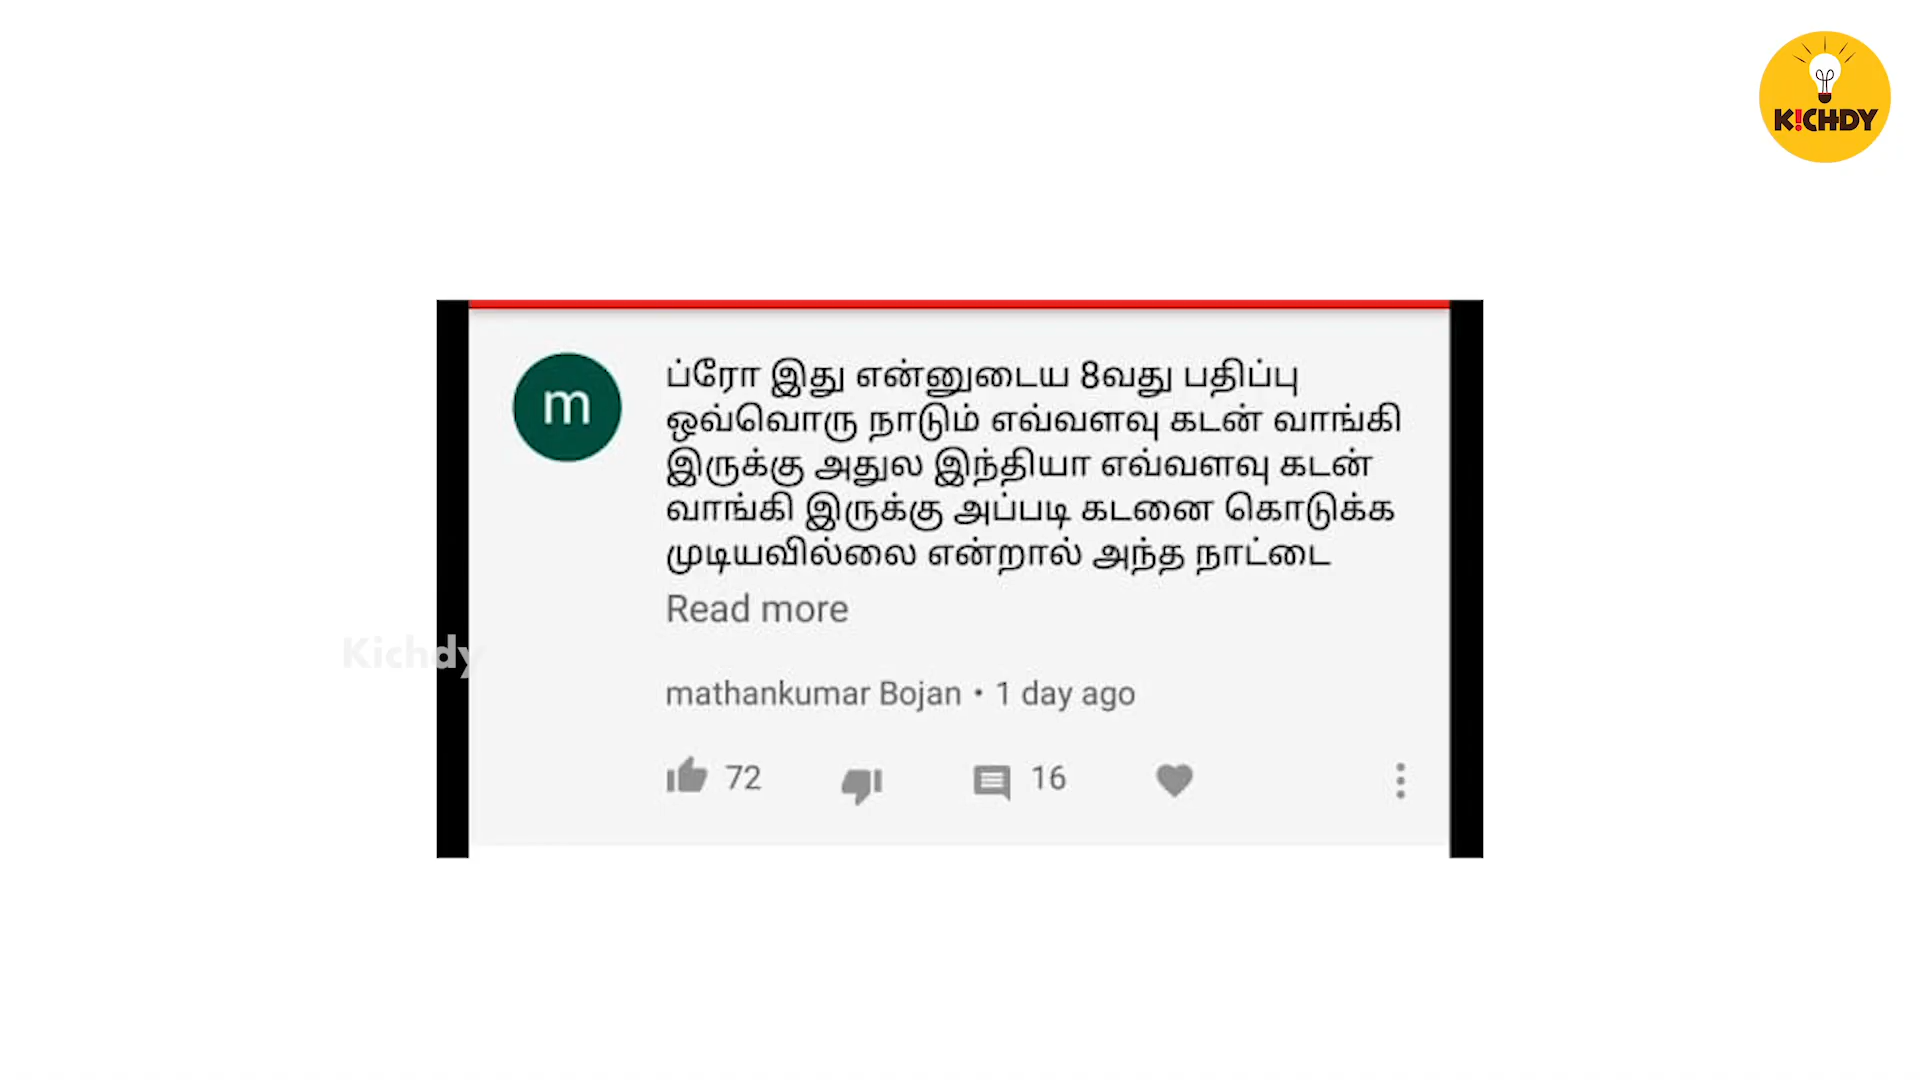 K!CHDY
m
ப்ரோ இது என்னுடைய 8வது பதிப்பு
ஒவ்வொரு நாடும் எவ்வளவு கடன் வாங்கி
இருக்கு அதுல இந்தியா எவ்வளவு கடன்
வாங்கி இருக்கு அப்படி கடனை கொடுக்க
முடியவில்லை என்றால் அந்த நாட்டை
Read more
Kichdy
mathankumar Bojan • 1 day ago
72 16